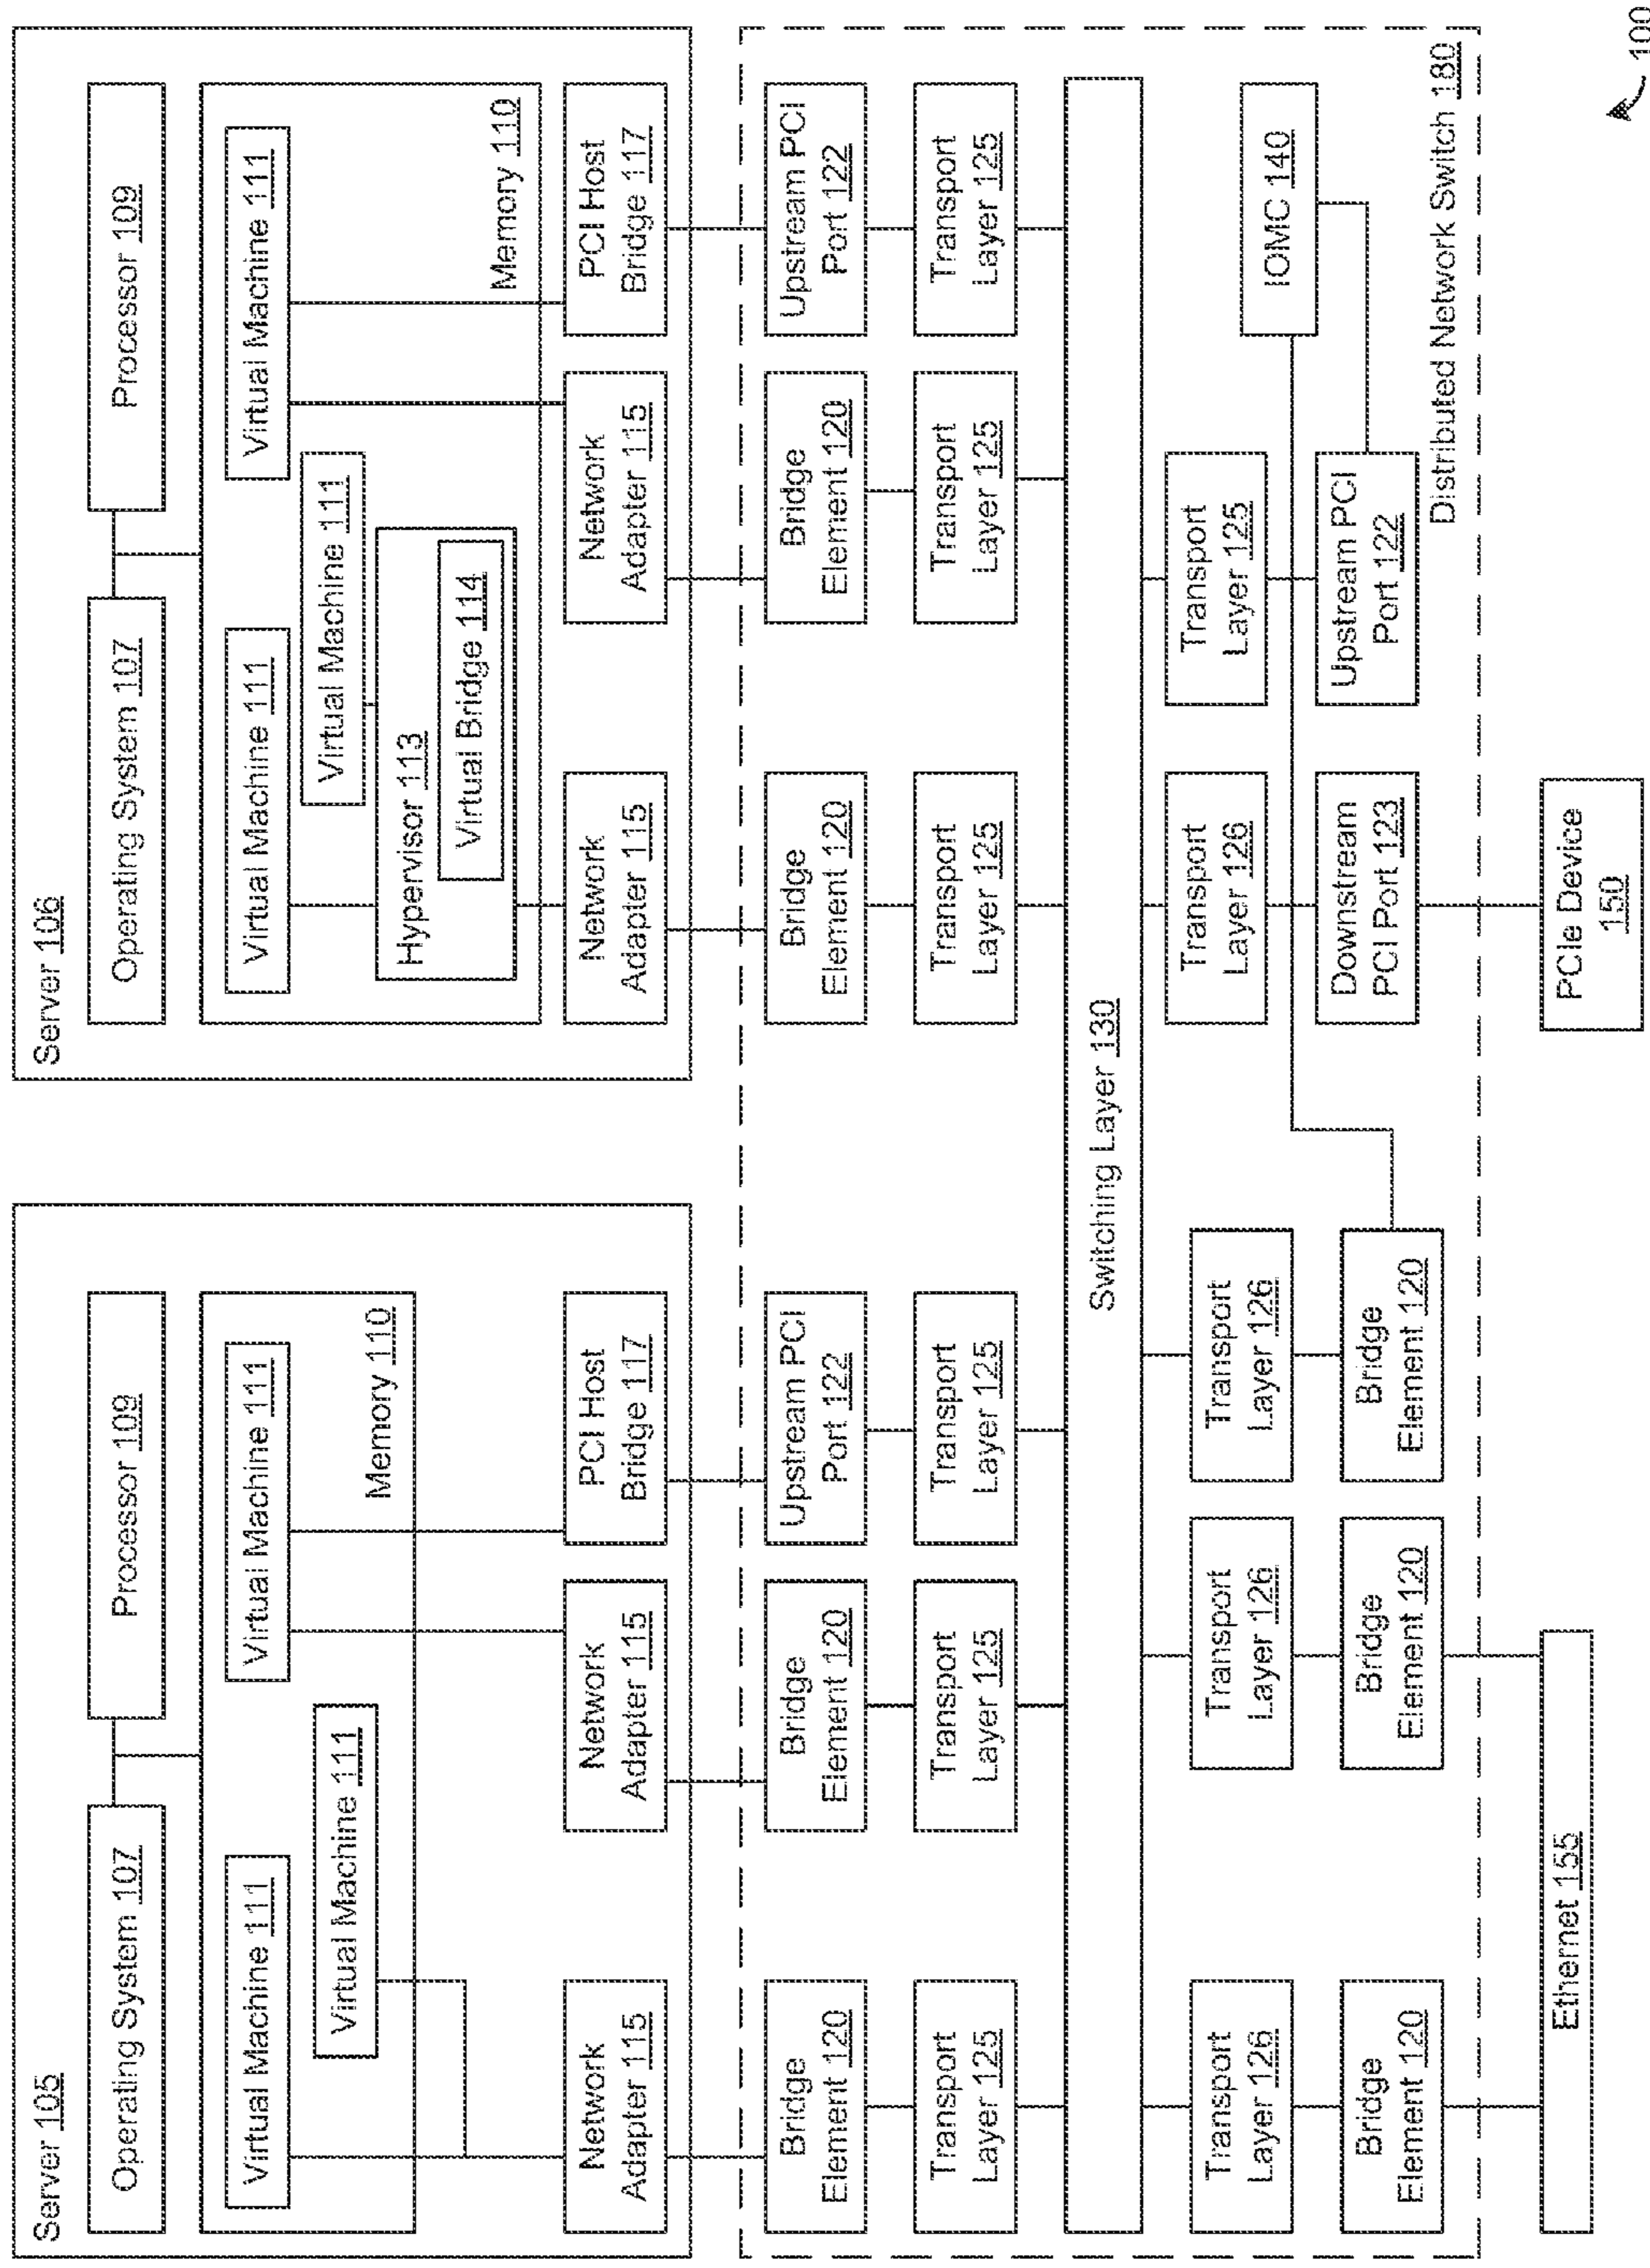 Server 105
Operating System 107
Processor 109
Virtual Machine 111
Virtual Machine 111
Virtual Machine 111
Memory 110
Network
Adapter 115
Network
Adapter 115
PCI Host
Bridge 117
Server 106
Operating System 107
Processor 109
Virtual Machine 111
Virtual Machine 111
Virtual Machine 111
Hypervisor 113
Virtual Bridge 114
Memory 110
Network
Adapter 115
Network
Adapter 115
PCI Host
Bridge 117
Bridge
Element 120
Bridge
Element 120
Upstream PCI
Port 122
Bridge
Element 120
Bridge
Element 120
Upstream PCI
Port 122
Transport
Layer 125
Transport
Layer 125
Transport
Layer 125
Transport
Layer 125
Transport
Layer 125
Transport
Layer 125
Switching Layer 130
Transport
Layer 126
Transport
Layer 126
Transport
Layer 126
Transport
Layer 126
Transport
Layer 125
IOMC 140
Bridge
Element 120
Bridge
Element 120
Bridge
Element 120
Downstream
PCI Port 123
Upstream PCI
Port 122
Distributed Network Switch 180
Ethernet 155
PCIe Device
150
100